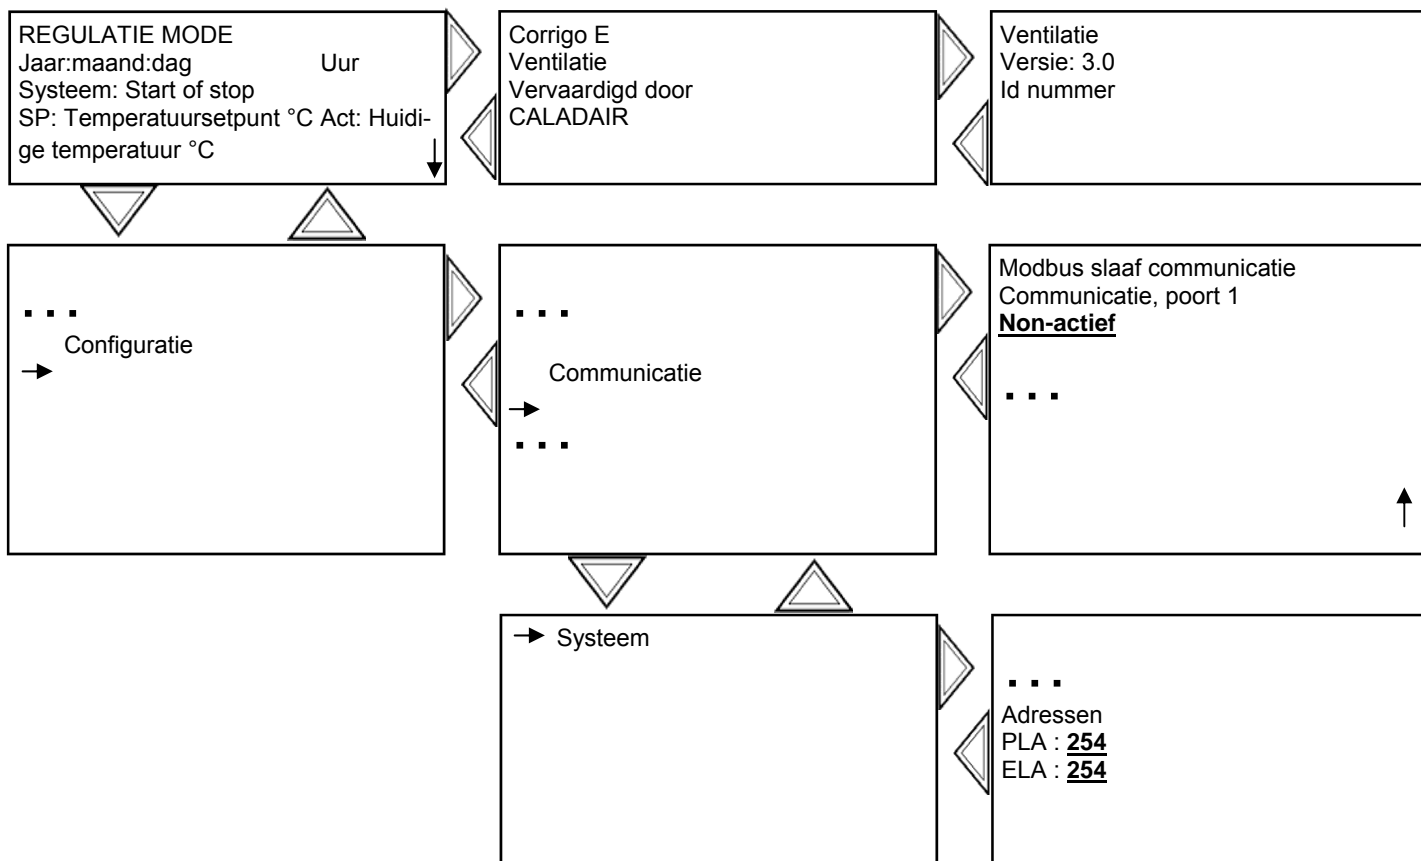 REGULATIE MODE
Jaar:maand:dag Uur
Systeem: Start of stop
SP: Temperatuursetpunt °C Act: Huidi-
ge temperatuur °C
Corrigo E
Ventilatie
Vervaardigd door
CALADAIR
Ventilatie
Versie: 3.0
Id nummer
...
Configuratie
...
Communicatie
...
Modbus slaaf communicatie
Communicatie, poort 1
Non-actief
...
Systeem
...
Adressen
PLA : 254
ELA : 254